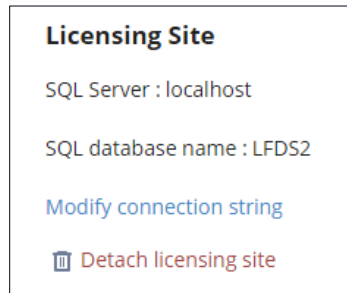 Licensing Site
SQL Server : localhost
SQL database name : LFDS2
Modify connection string
Detach licensing site